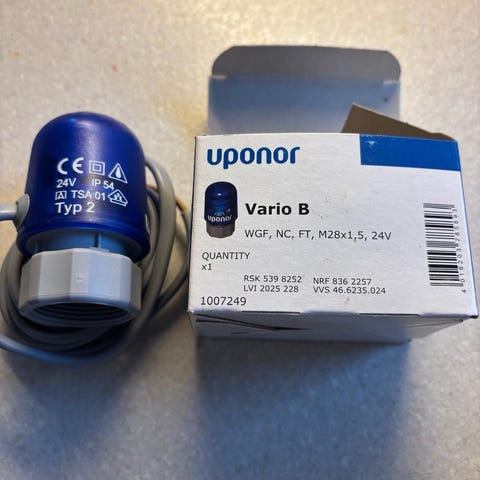 CE
24V IP 54
A TSA 01
Typ 2
uponor
uponor
Vario B
WGF, NC, FT, M28x1,5, 24V
QUANTITY
x1
RSK 539 8252 NRF 836 2257
LVI 2025 228 VVS 46.6235.024
1007249